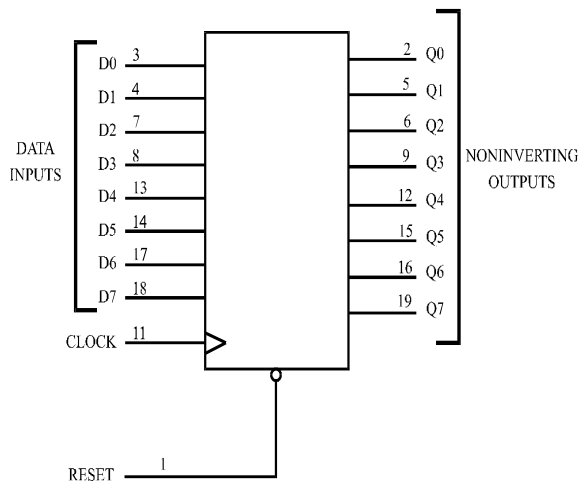 D0 3
D1 4
D2 7
D3 8
D4 13
D5 14
D6 17
D7 18
DATA
INPUTS
CLOCK 11
2 Q0
5 Q1
6 Q2
9 Q3
12 Q4
15 Q5
16 Q6
19 Q7
NONINVERTING
OUTPUTS
RESET 1